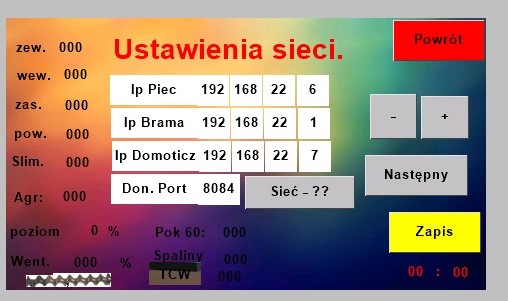 Ustawienia sieci.
Powrót
zew. 000
wew. 000
zas. 000
pow. 000
Slim. 000
Agr: 000
poziom 0 %
Went. 000 %
Ip Piec 192 168 22 6
Ip Brama 192 168 22 1
Ip Domoticz 192 168 22 7
Don. Port 8084
Sieć - ??
- +
Następny
Zapis
Pok 60: 000
Spaliny 000
TCW 000
00 : 00